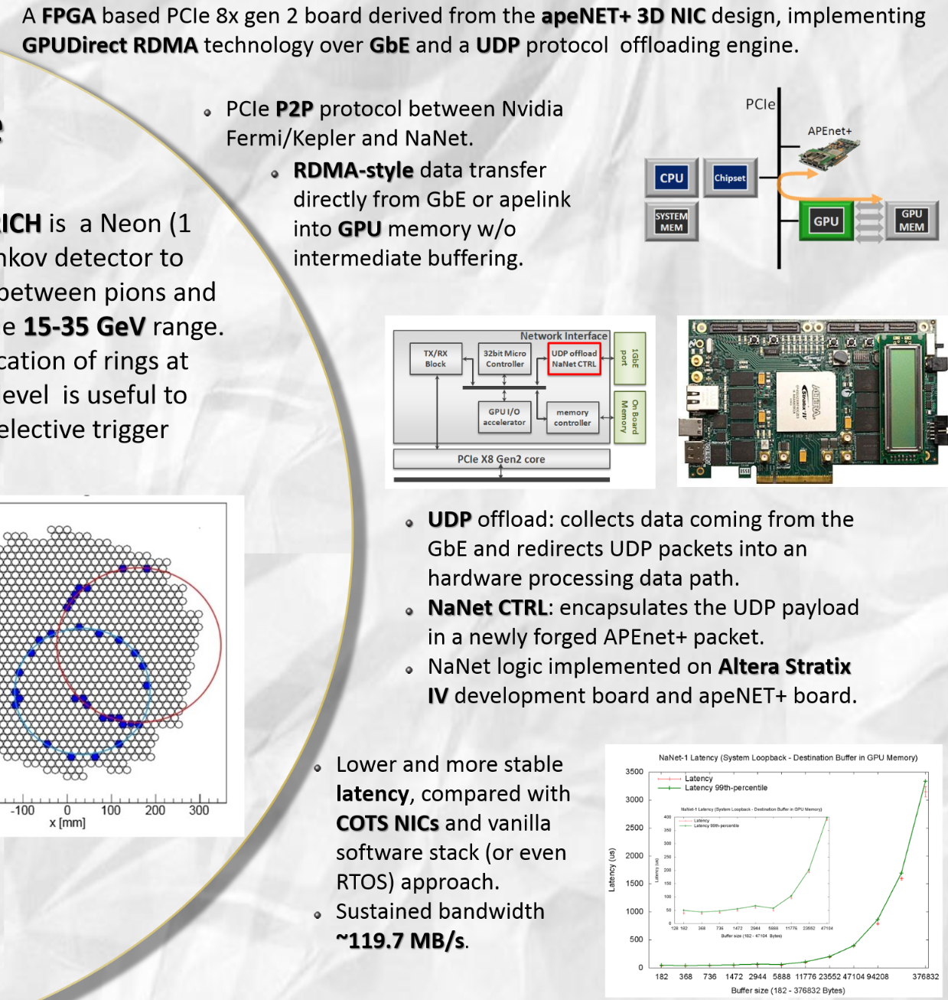 A FPGA based PCIe 8x gen 2 board derived from the apeNET+ 3D NIC design, implementing
GPUDirect RDMA technology over GbE and a UDP protocol offloading engine.
PCIe P2P protocol between Nvidia
Fermi/Kepler and NaNet.
RDMA-style data transfer
directly from GbE or apelink
into GPU memory w/o
intermediate buffering.
PCIe
APEnet+
CPU
Chipset
SYSTEM
MEM
GPU
GPU
MEM
RICH is a Neon (1
nkov detector to
between pions and
e 15-35 GeV range.
cation of rings at
level is useful to
elective trigger
Network Interface
TX/RX
Block
32bit Micro
Controller
UDP offload
NaNet CTRL
1GbE
port
GPU I/O
accelerator
memory
controller
On Board
Memory
PCIe X8 Gen2 core
ALTERA
Stratix IV
UDP offload: collects data coming from the
GbE and redirects UDP packets into an
hardware processing data path.
NaNet CTRL: encapsulates the UDP payload
in a newly forged APEnet+ packet.
NaNet logic implemented on Altera Stratix
IV development board and apeNET+ board.
-100 0 100 200 300
x [mm]
Lower and more stable
latency, compared with
COTS NICs and vanilla
software stack (or even
RTOS) approach.
Sustained bandwidth
~119.7 MB/s.
NaNet-1 Latency (System Loopback - Destination Buffer in GPU Memory)
Latency
Latency 99th-percentile
3500
3000
2500
2000
1500
1000
500
0
Latency (us)
NaNet-1 Latency (System Loopback - Destination Buffer in GPU Memory)
Latency
Latency 99th-percentile
400
350
300
250
200
150
100
50
0
Latency (us)
128 182 368 736 1472 2944 5888 11776 23552 47104
Buffer size (182 - 47104 Bytes)
182 368 736 1472 2944 5888 11776 23552 47104 94208 376832
Buffer size (182 - 376832 Bytes)